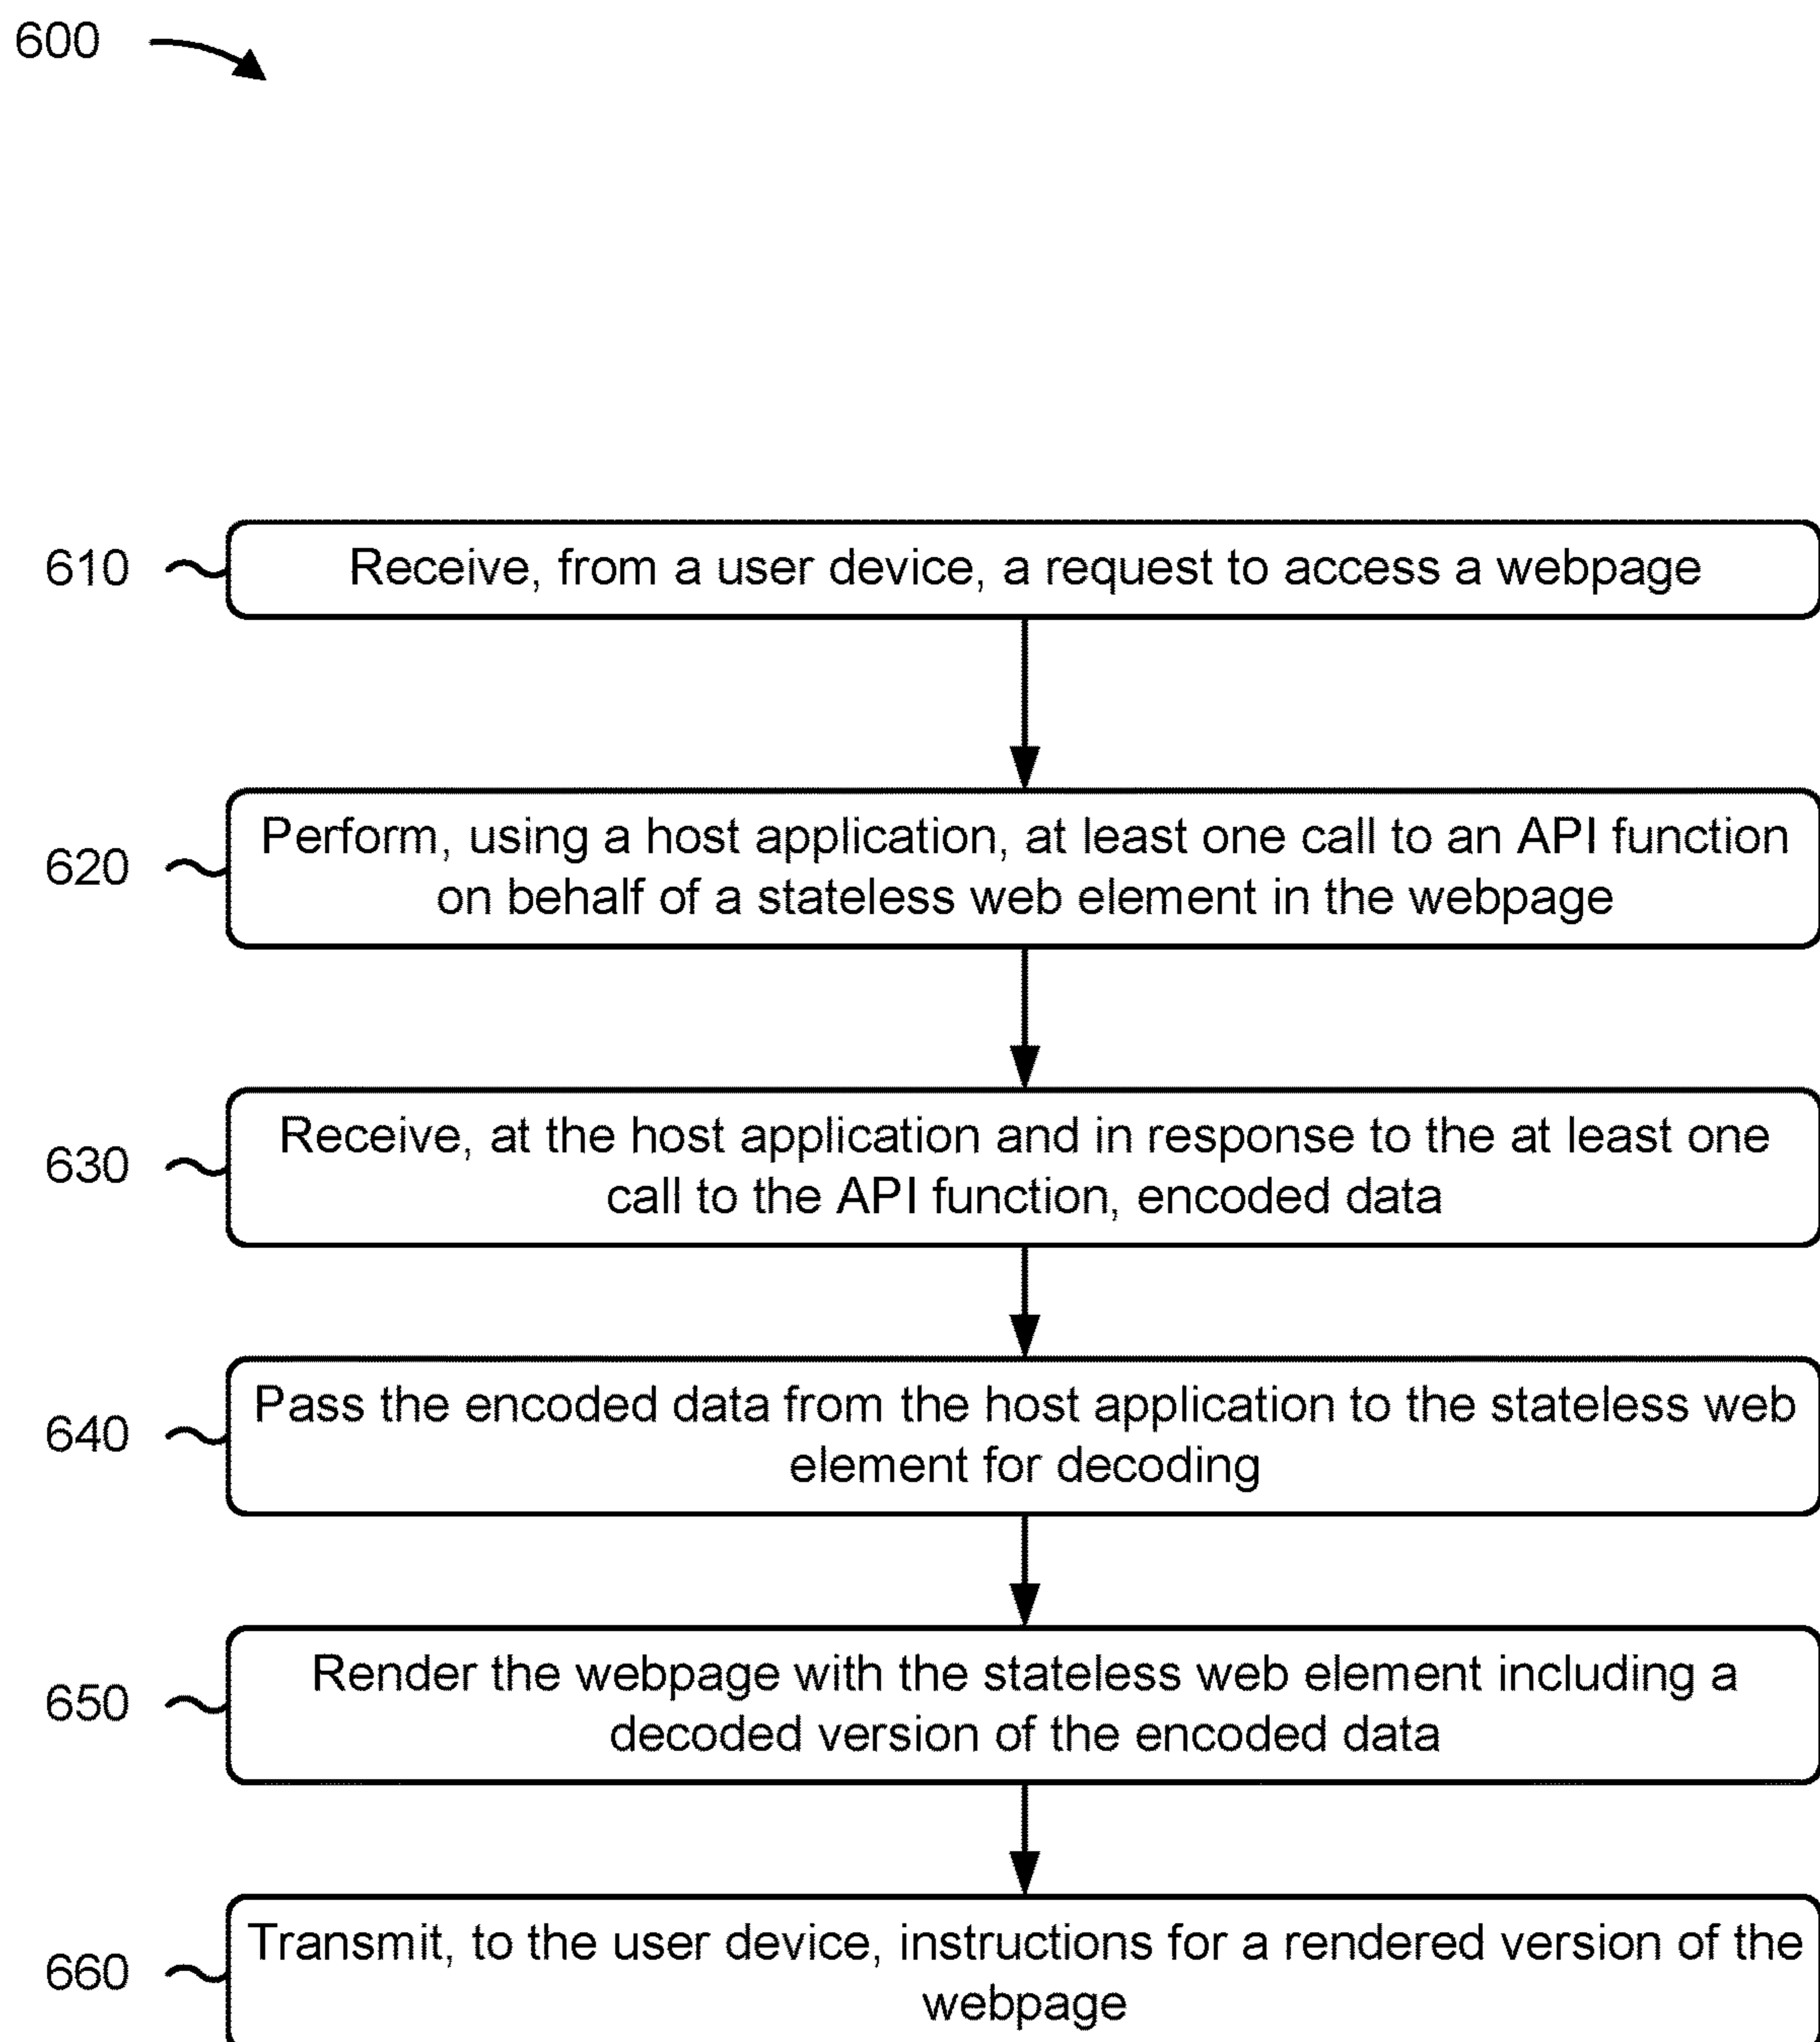 600
610
Receive, from a user device, a request to access a webpage
620
Perform, using a host application, at least one call to an API function
on behalf of a stateless web element in the webpage
630
Receive, at the host application and in response to the at least one
call to the API function, encoded data
640
Pass the encoded data from the host application to the stateless web
element for decoding
650
Render the webpage with the stateless web element including a
decoded version of the encoded data
660
Transmit, to the user device, instructions for a rendered version of the
webpage